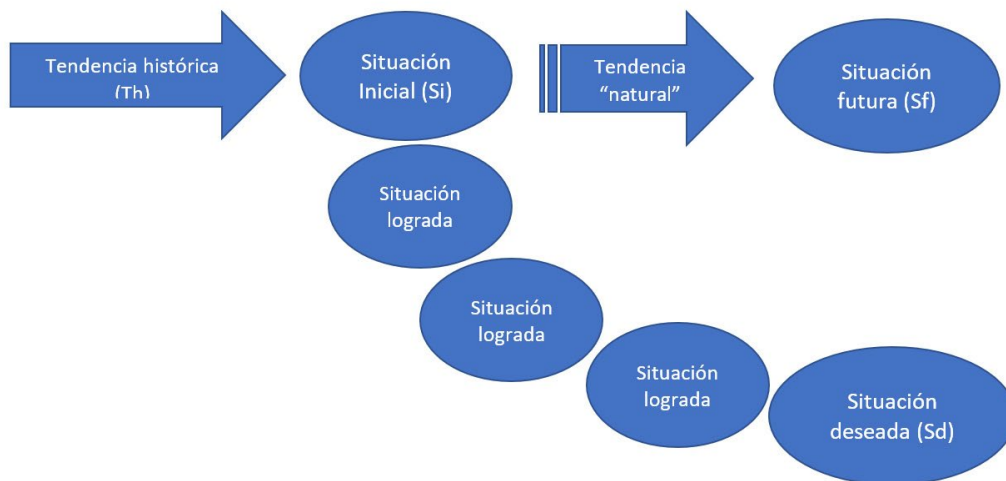 Tendencia histórica
(Th)
Situación
Inicial (Si)
Tendencia
“natural”
Situación
futura (Sf)
Situación
lograda
Situación
lograda
Situación
lograda
Situación
deseada (Sd)